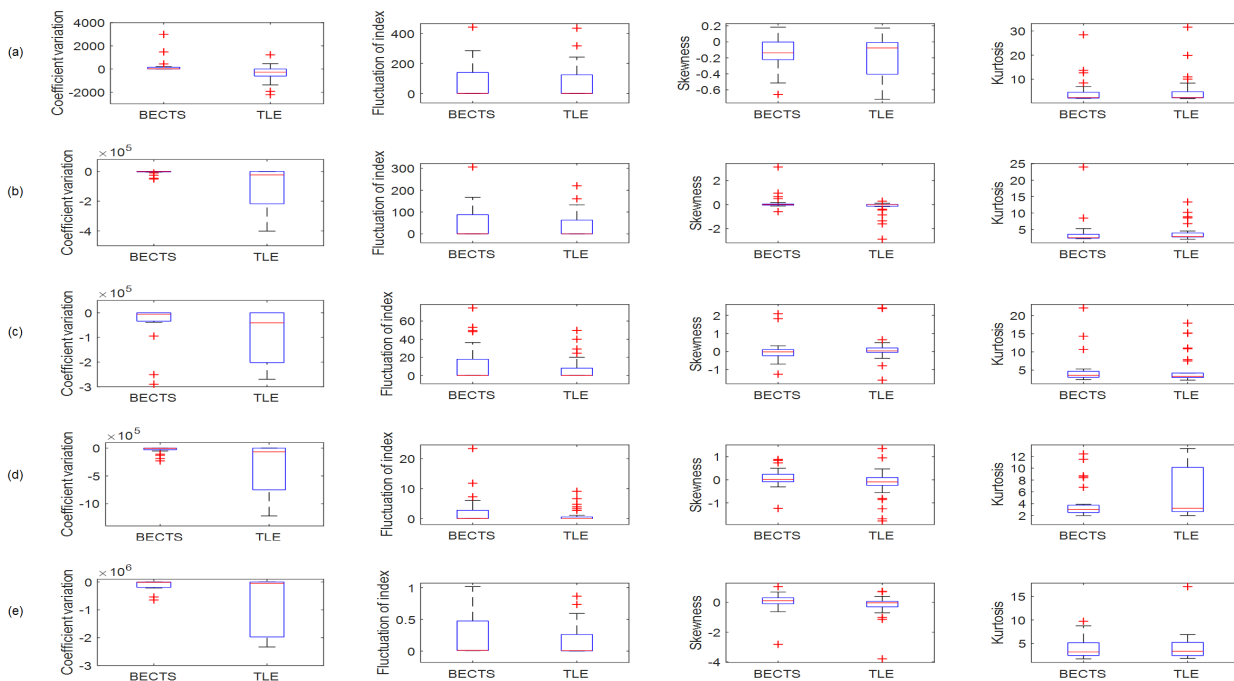 (a)
Coefficient variation
4000
2000
0
-2000
BECTS TLE
Fluctuation of index
400
200
0
BECTS TLE
Skewness
0.2
0
-0.2
-0.4
-0.6
BECTS TLE
Kurtosis
30
20
10
BECTS TLE
(b)
Coefficient variation
×10⁵
0
-2
-4
BECTS TLE
Fluctuation of index
300
200
100
0
BECTS TLE
Skewness
2
0
-2
BECTS TLE
Kurtosis
25
20
15
10
5
BECTS TLE
(c)
Coefficient variation
×10⁵
0
-1
-2
-3
BECTS TLE
Fluctuation of index
60
40
20
0
BECTS TLE
Skewness
2
1
0
-1
BECTS TLE
Kurtosis
20
15
10
5
BECTS TLE
(d)
Coefficient variation
×10⁵
0
-5
-10
BECTS TLE
Fluctuation of index
20
10
0
BECTS TLE
Skewness
1
0
-1
BECTS TLE
Kurtosis
12
10
8
6
4
2
BECTS TLE
(e)
Coefficient variation
×10⁶
0
-1
-2
-3
BECTS TLE
Fluctuation of index
1
0.5
0
BECTS TLE
Skewness
0
-2
-4
BECTS TLE
Kurtosis
15
10
5
BECTS TLE